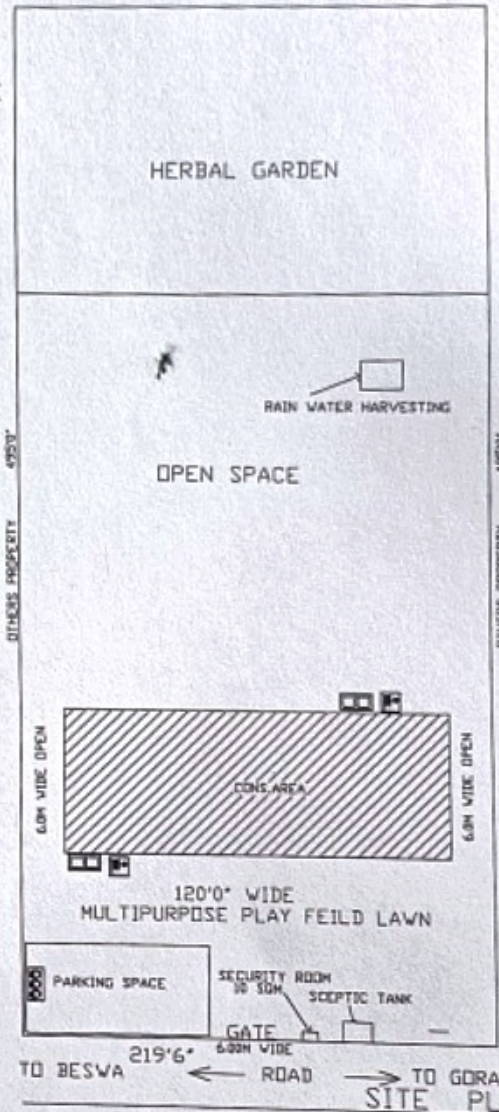 HERBAL GARDEN
RAIN WATER HARVESTING
OPEN SPACE
OTHERS PROPERTY 495'0"
6.0M WIDE OPEN
CONS.AREA
6.0M WIDE OPEN
120'0" WIDE
MULTIPURPOSE PLAY FEILD LAWN
PARKING SPACE
SECURITY ROOM
10 SQM
SCEPTIC TANK
GATE
6.00M WIDE
219'6"
TO BESWA
ROAD
TO GORA
SITE PL